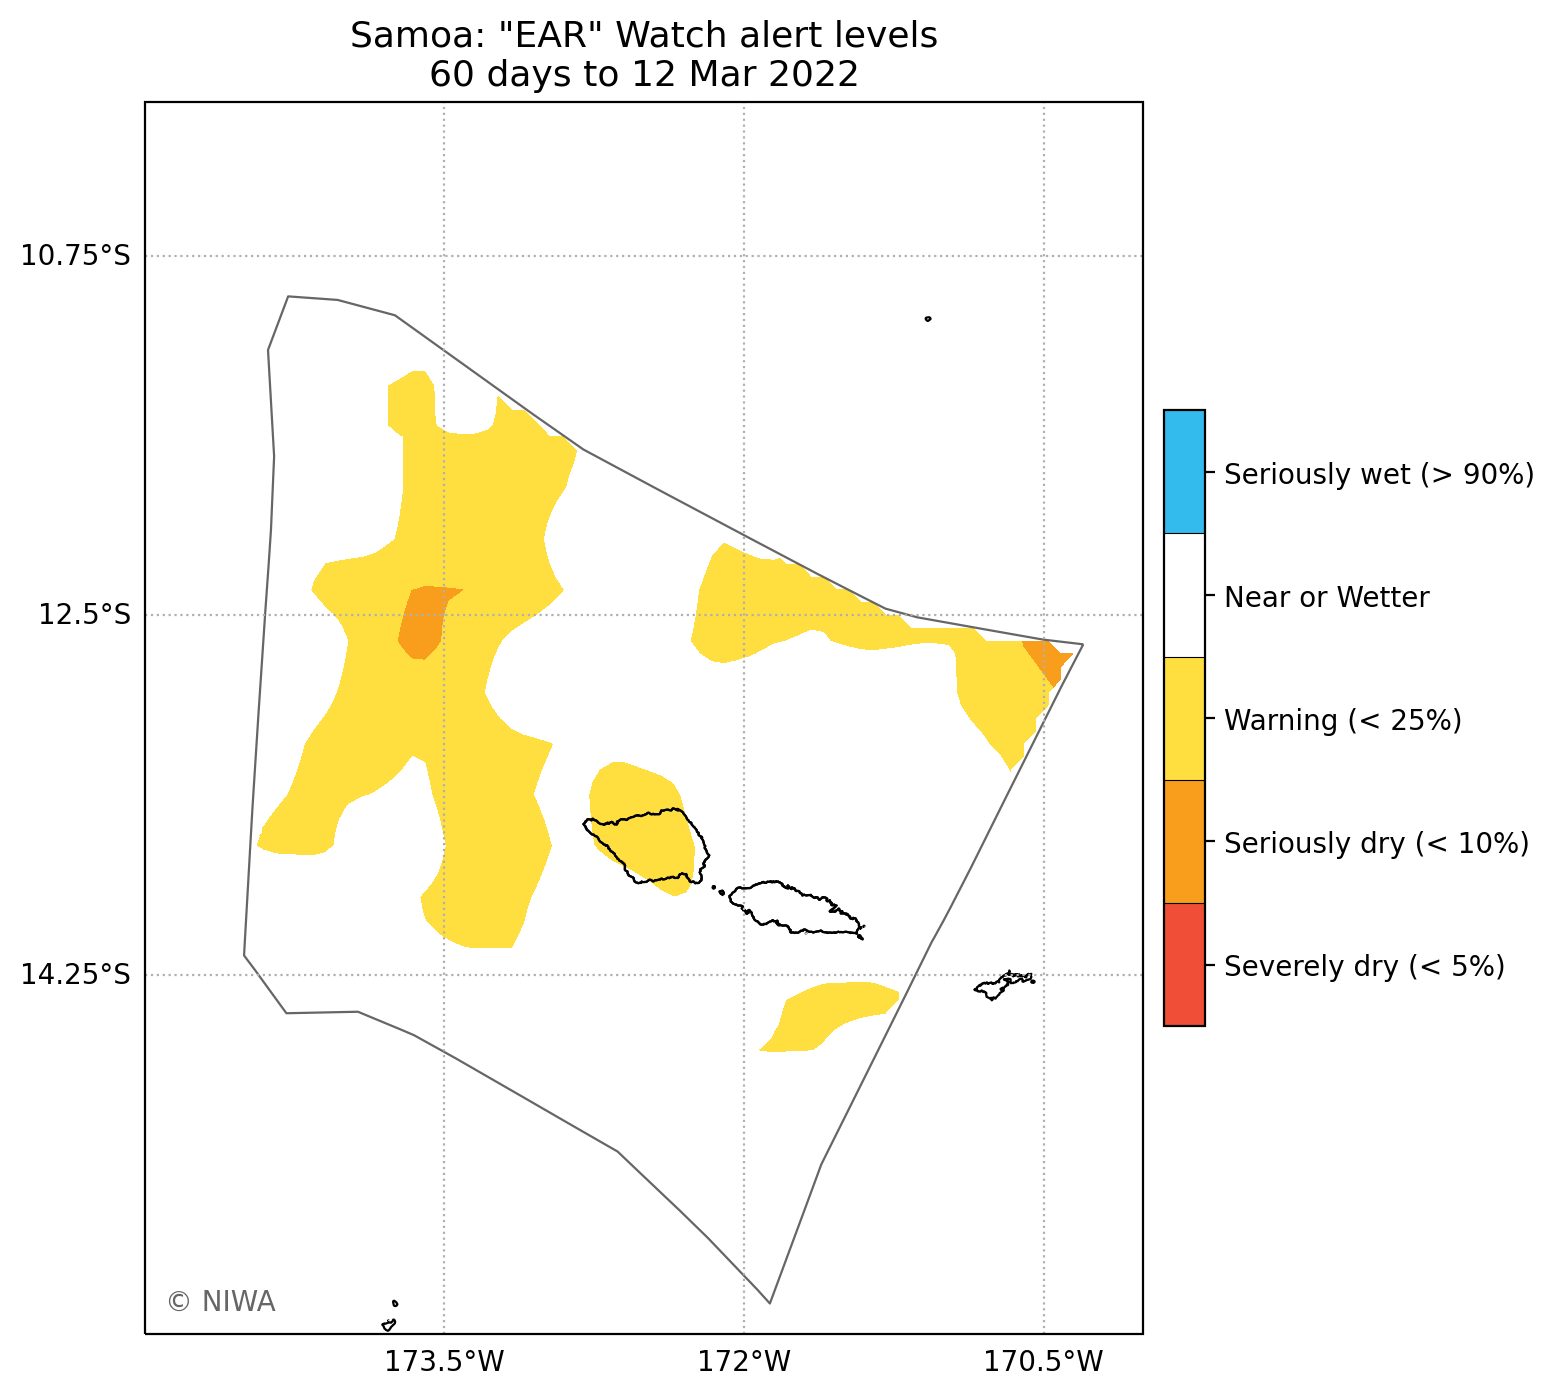 Samoa: "EAR" Watch alert levels
60 days to 12 Mar 2022
10.75°S
12.5°S
14.25°S
173.5°W
172°W
170.5°W
© NIWA
Seriously wet (> 90%)
Near or Wetter
Warning (< 25%)
Seriously dry (< 10%)
Severely dry (< 5%)